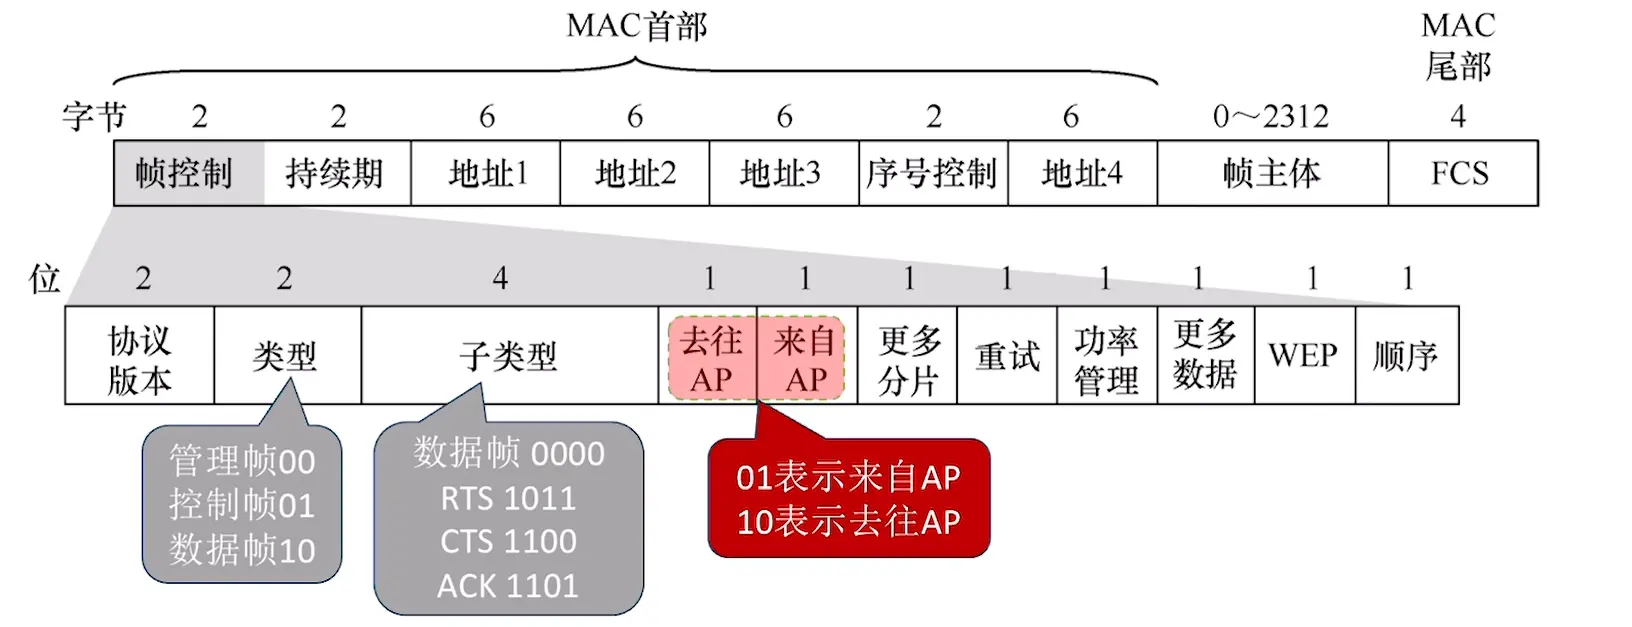 MAC首部
MAC
尾部
字节 2 2 6 6 6 2 6 0～2312 4
帧控制 持续期 地址1 地址2 地址3 序号控制 地址4 帧主体 FCS
位 2 2 4 1 1 1 1 1 1 1 1
协议
版本
类型
子类型
去往
AP
来自
AP
更多
分片
重试
功率
管理
更多
数据
WEP
顺序
管理帧00
控制帧01
数据帧10
数据帧 0000
RTS 1011
CTS 1100
ACK 1101
01表示来自AP
10表示去往AP